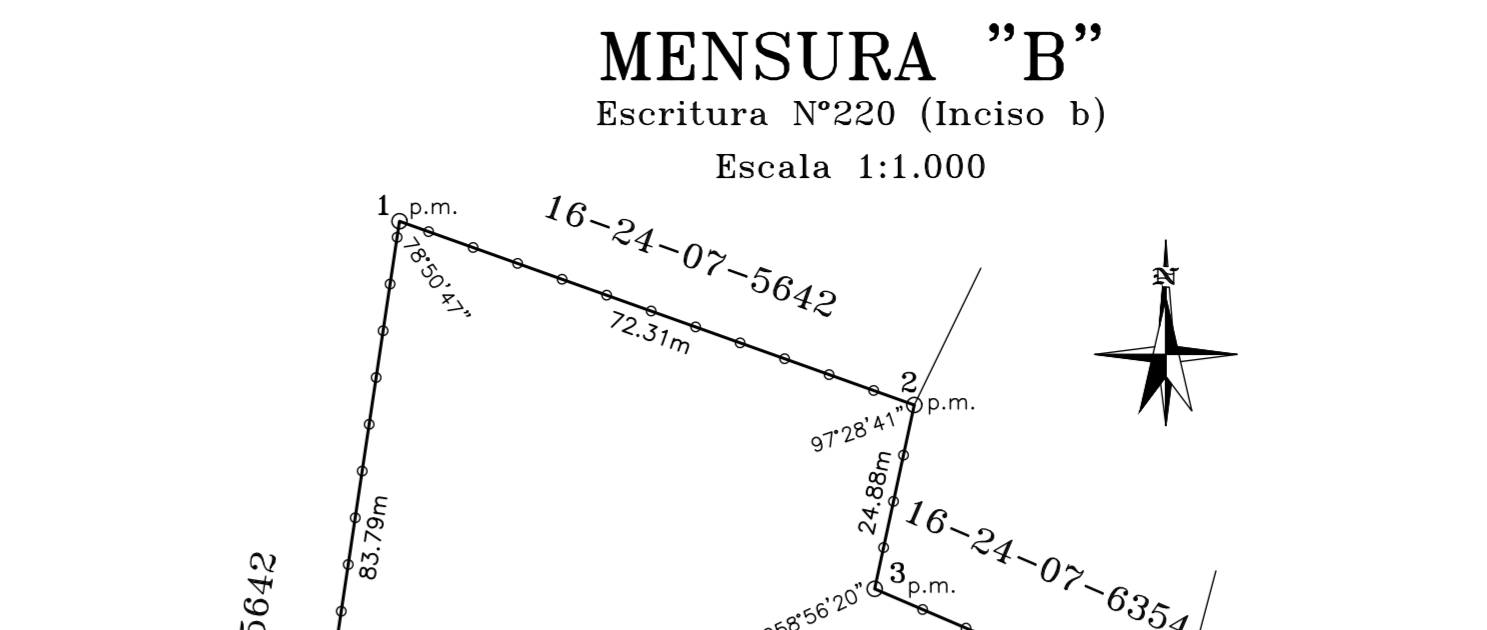 MENSURA "B"
Escritura N°220 (Inciso b)
Escala 1:1.000
1 p.m.
16-24-07-5642
78°50'47"
72.31m
2 p.m.
97°28'41"
24.88m
83.79m
16-24-07-6354
3 p.m.
N